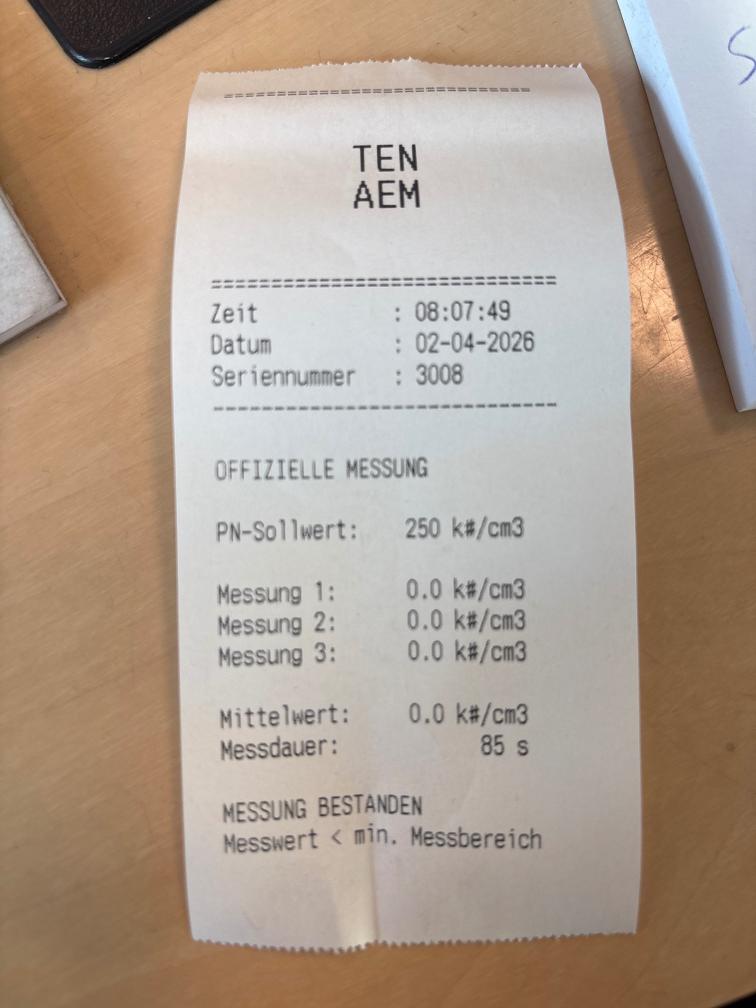 ==============================
TEN
AEM
==============================
Zeit : 08:07:49
Datum : 02-04-2026
Seriennummer : 3008
------------------------------
OFFIZIELLE MESSUNG
PN-Sollwert: 250 k#/cm3
Messung 1: 0.0 k#/cm3
Messung 2: 0.0 k#/cm3
Messung 3: 0.0 k#/cm3
Mittelwert: 0.0 k#/cm3
Messdauer: 85 s
MESSUNG BESTANDEN
Messwert < min. Messbereich